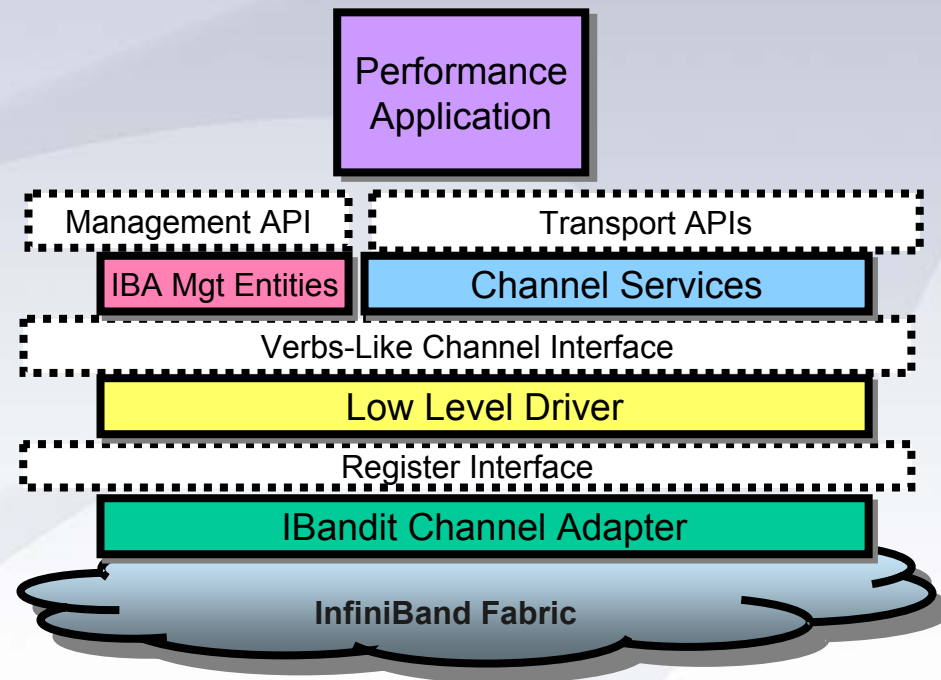 Performance
Application
Management API
Transport APIs
IBA Mgt Entities
Channel Services
Verbs-Like Channel Interface
Low Level Driver
Register Interface
IBandit Channel Adapter
InfiniBand Fabric